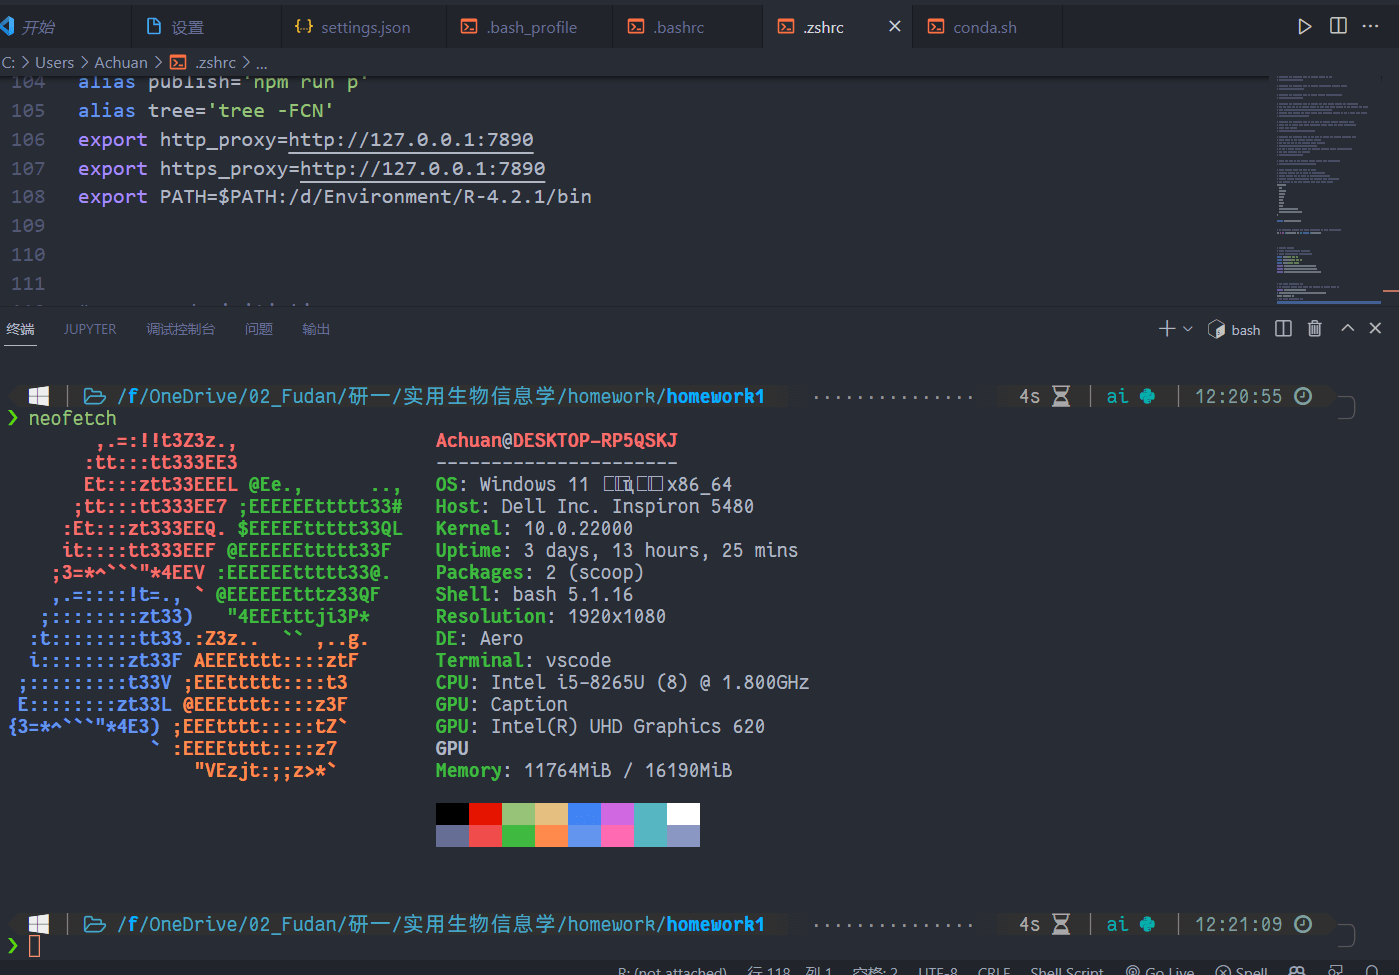 开始 设置 settings.json .bash_profile .bashrc .zshrc conda.sh
C: > Users > Achuan > .zshrc > ...
104 alias publish='npm run p'
105 alias tree='tree -FCN'
106 export http_proxy=http://127.0.0.1:7890
107 export https_proxy=http://127.0.0.1:7890
108 export PATH=$PATH:/d/Environment/R-4.2.1/bin
109
110
111
终端 JUPYTER 调试控制台 问题 输出 bash
/f/OneDrive/02_Fudan/研一/实用生物信息学/homework/homework1 ............... 4s | ai | 12:20:55
❯ neofetch
,.=:!!t3Z3z., Achuan@DESKTOP-RP5QSKJ
:tt:::tt333EE3 ----------------------
Et:::ztt33EEEL @Ee., .., OS: Windows 11 x86_64
;tt:::tt333EE7 ;EEEEEEttttt33# Host: Dell Inc. Inspiron 5480
:Et:::zt333EEQ. $EEEEEttttt33QL Kernel: 10.0.22000
it::::tt333EEF @EEEEEEttttt33F Uptime: 3 days, 13 hours, 25 mins
;3=*^```"*4EEV :EEEEEEttttt33@. Packages: 2 (scoop)
,.=::::!t=., ` @EEEEEEtttz33QF Shell: bash 5.1.16
;::::::::zt33) "4EEEtttji3P* Resolution: 1920x1080
:t::::::::tt33.:Z3z.. `` ,..g. DE: Aero
i::::::::zt33F AEEEtttt::::ztF Terminal: vscode
;:::::::::t33V ;EEEttttt::::t3 CPU: Intel i5-8265U (8) @ 1.800GHz
E::::::::zt33L @EEEtttt::::z3F GPU: Caption
{3=*^```"*4E3) ;EEEtttt:::::tZ` GPU: Intel(R) UHD Graphics 620
` :EEEEtttt::::z7 GPU
"VEzjt:;;z>*` Memory: 11764MiB / 16190MiB
/f/OneDrive/02_Fudan/研一/实用生物信息学/homework/homework1 ............... 4s | ai | 12:21:09
❯
R: (not attached) 行 118, 列 1 空格: 2 UTF-8 CRLF Shell Script Go Live Spell